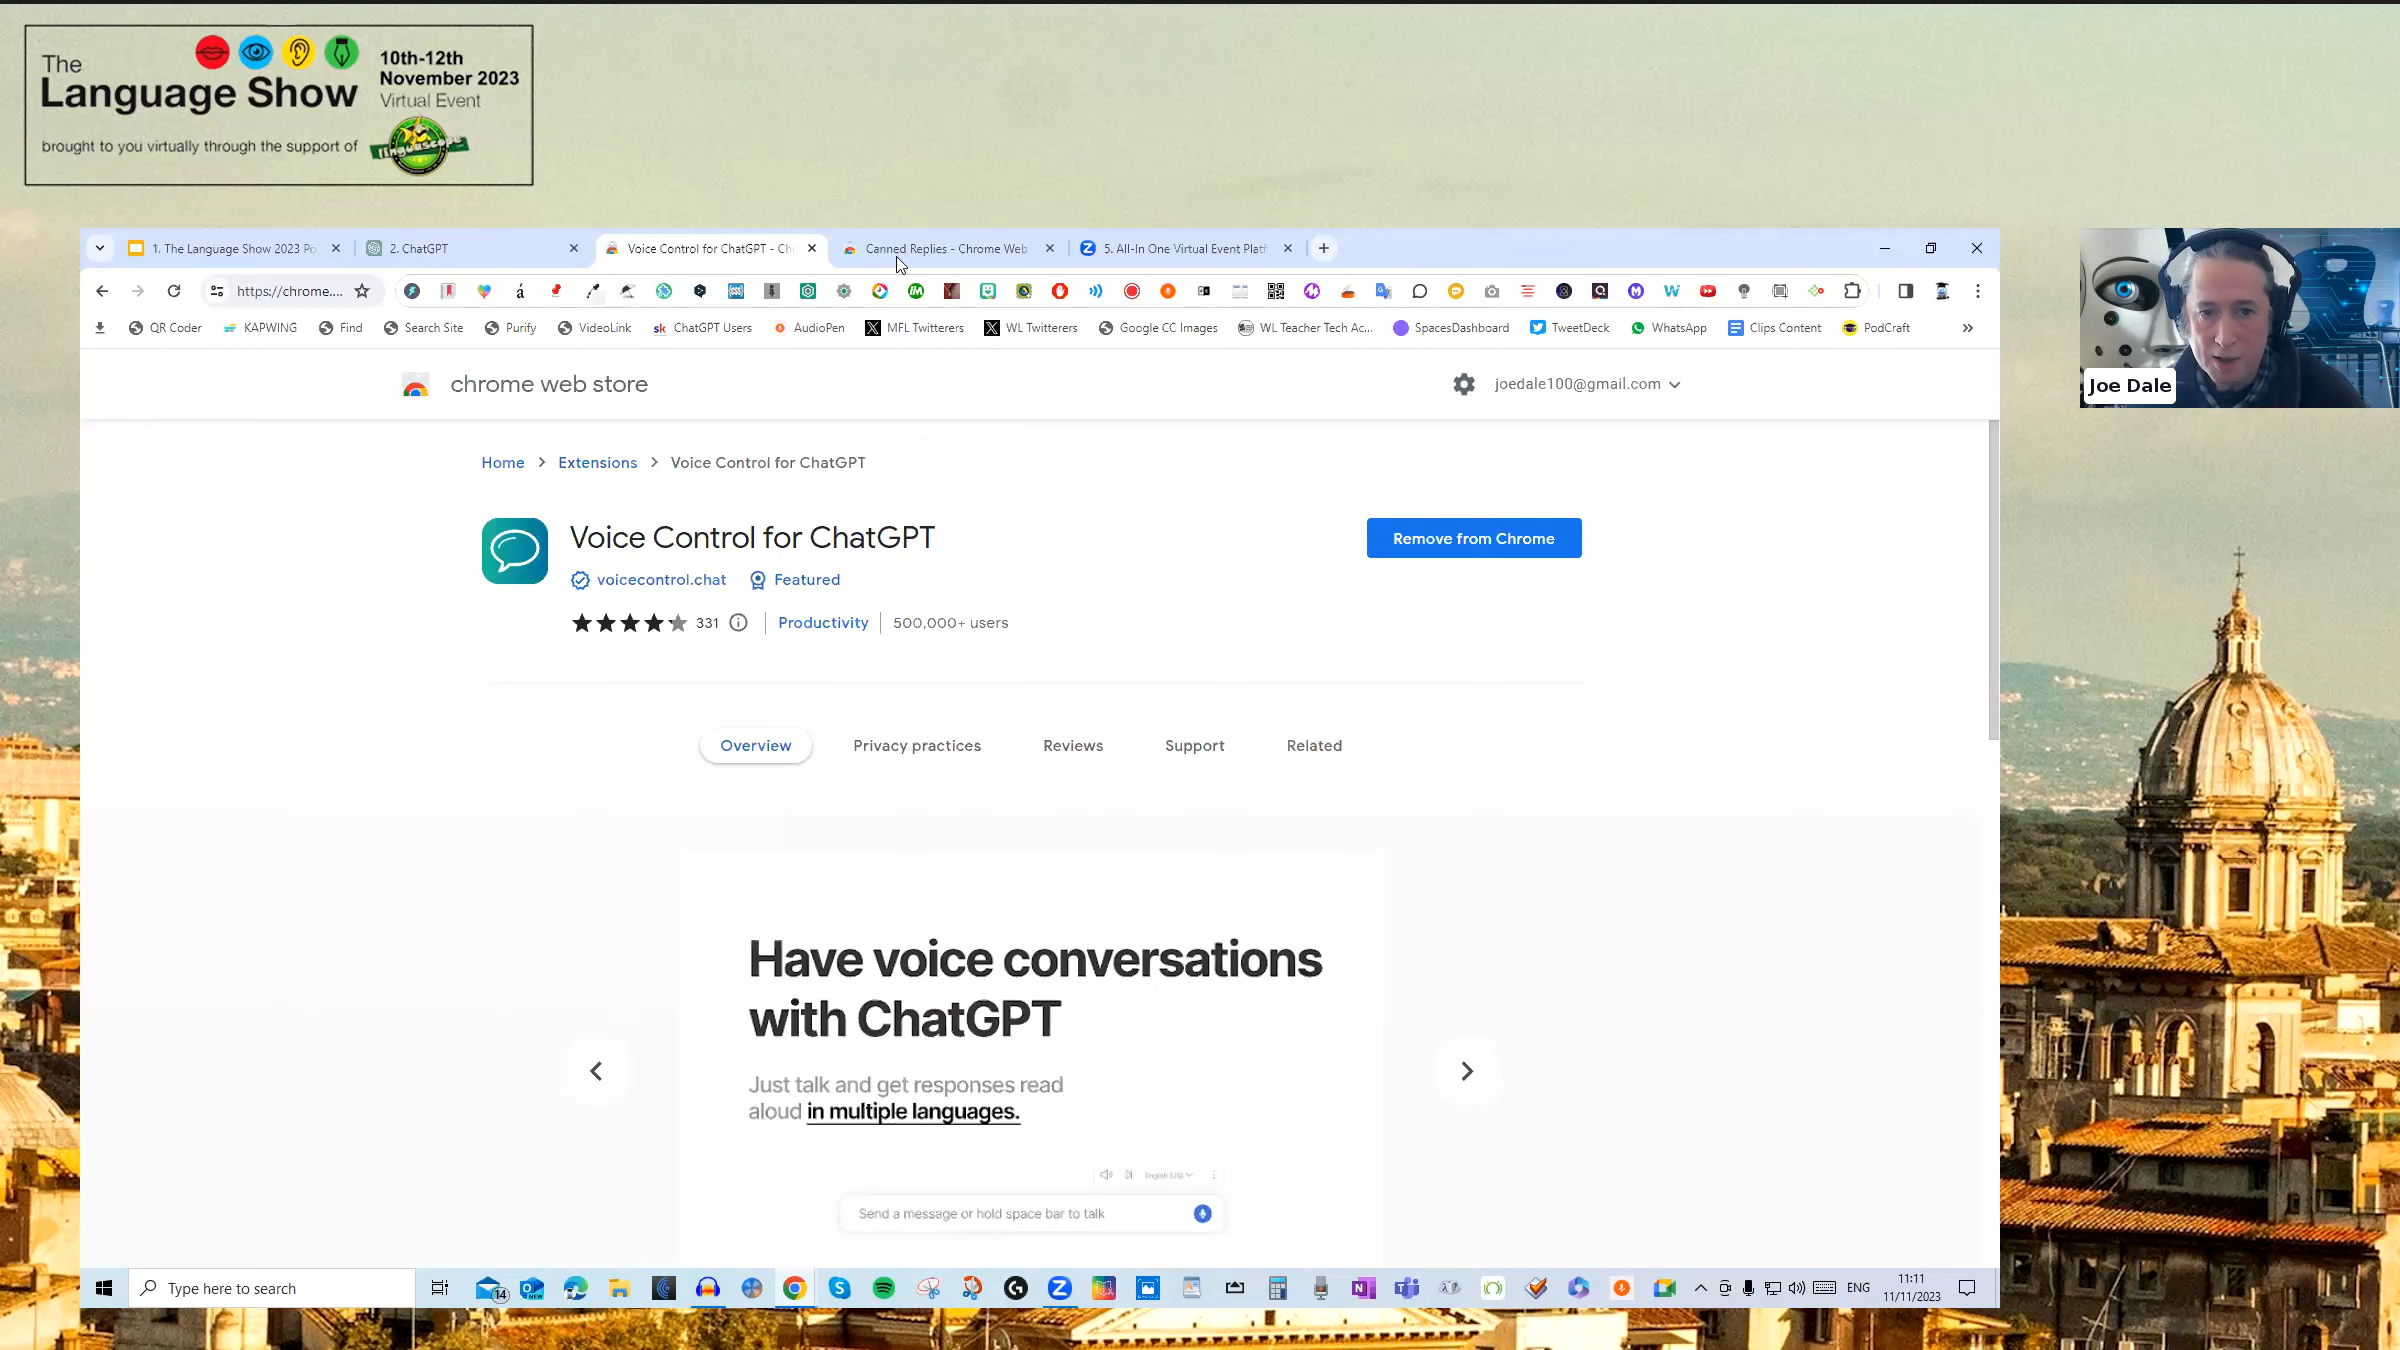 The
Language Show
10th-12th
November 2023
Virtual Event
brought to you virtually through the support of
linguascope
1. The Language Show 2023 Po
2. ChatGPT
Voice Control for ChatGPT - Ch
Canned Replies - Chrome Web
5. All-In One Virtual Event Platf
https://chrome....
QR Coder
KAPWING
Find
Search Site
Purify
VideoLink
sk
ChatGPT Users
AudioPen
MFL Twitterers
WL Twitterers
Google CC Images
WL Teacher Tech Ac...
SpacesDashboard
TweetDeck
WhatsApp
Clips Content
PodCraft
Joe Dale
chrome web store
joedale100@gmail.com
Home > Extensions > Voice Control for ChatGPT
Voice Control for ChatGPT
Remove from Chrome
voicecontrol.chat
Featured
331
Productivity
500,000+ users
Overview
Privacy practices
Reviews
Support
Related
Have voice conversations
with ChatGPT
Just talk and get responses read
aloud in multiple languages.
English (US)
Send a message or hold space bar to talk
Type here to search
14
ENG
11:11
11/11/2023